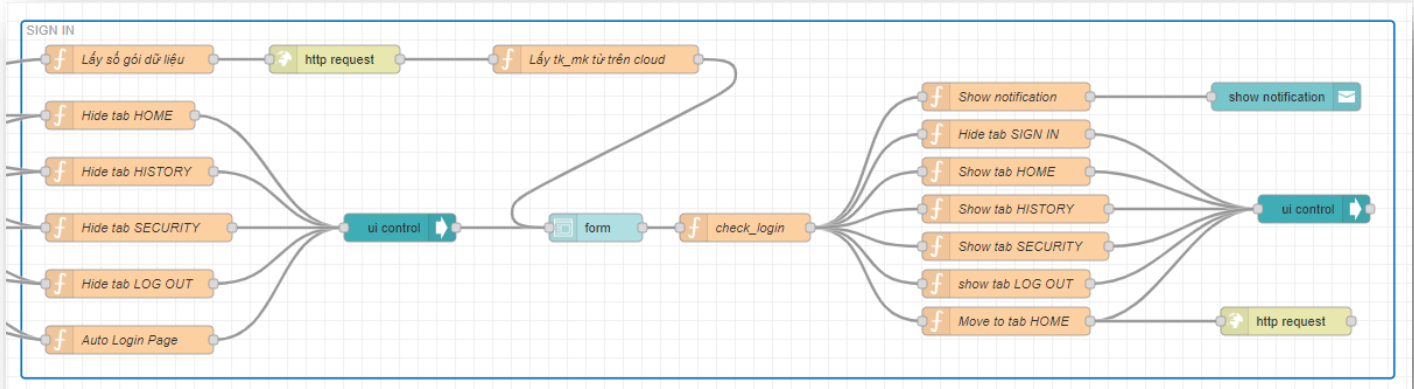 SIGN IN
Lấy số gói dữ liệu
http request
Lấy tk_mk từ trên cloud
Hide tab HOME
Hide tab HISTORY
Hide tab SECURITY
Hide tab LOG OUT
Auto Login Page
ui control
form
check_login
Show notification
show notification
Hide tab SIGN IN
Show tab HOME
Show tab HISTORY
ui control
Show tab SECURITY
show tab LOG OUT
Move to tab HOME
http request